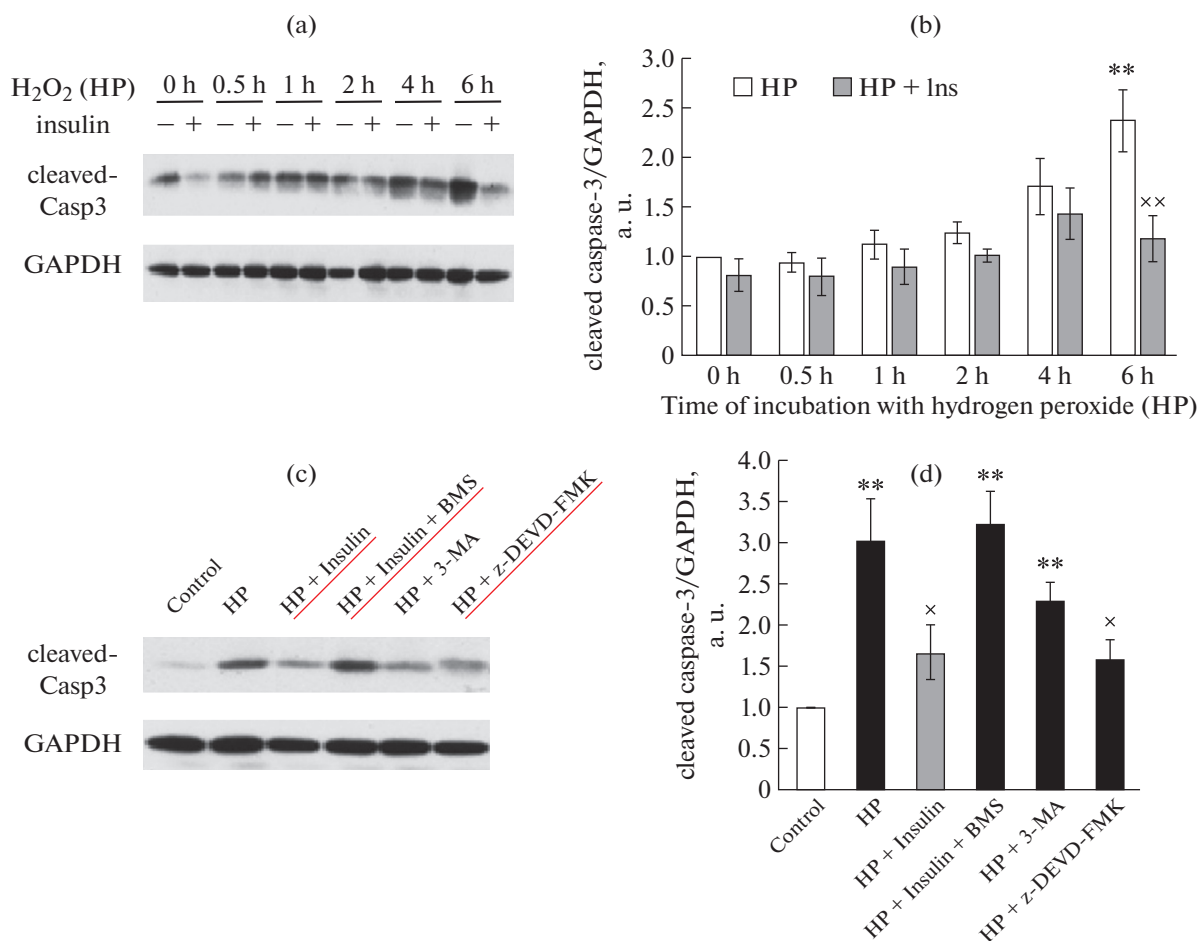 (a)
H₂O₂ (HP) 0 h 0.5 h 1 h 2 h 4 h 6 h
insulin − + − + − + − + − + − +
cleaved-
Casp3
GAPDH
(b)
cleaved caspase-3/GAPDH,
a. u.
3.0
2.5
2.0
1.5
1.0
0.5
0
HP HP + lns
**
××
0 h 0.5 h 1 h 2 h 4 h 6 h
Time of incubation with hydrogen peroxide (HP)
(c)
Control
HP
HP + Insulin
HP + Insulin + BMS
HP + 3-MA
HP + z-DEVD-FMK
cleaved-
Casp3
GAPDH
(d)
cleaved caspase-3/GAPDH,
a. u.
4.0
3.5
3.0
2.5
2.0
1.5
1.0
0.5
0
**
×
**
**
×
Control
HP
HP + Insulin
HP + Insulin + BMS
HP + 3-MA
HP + z-DEVD-FMK